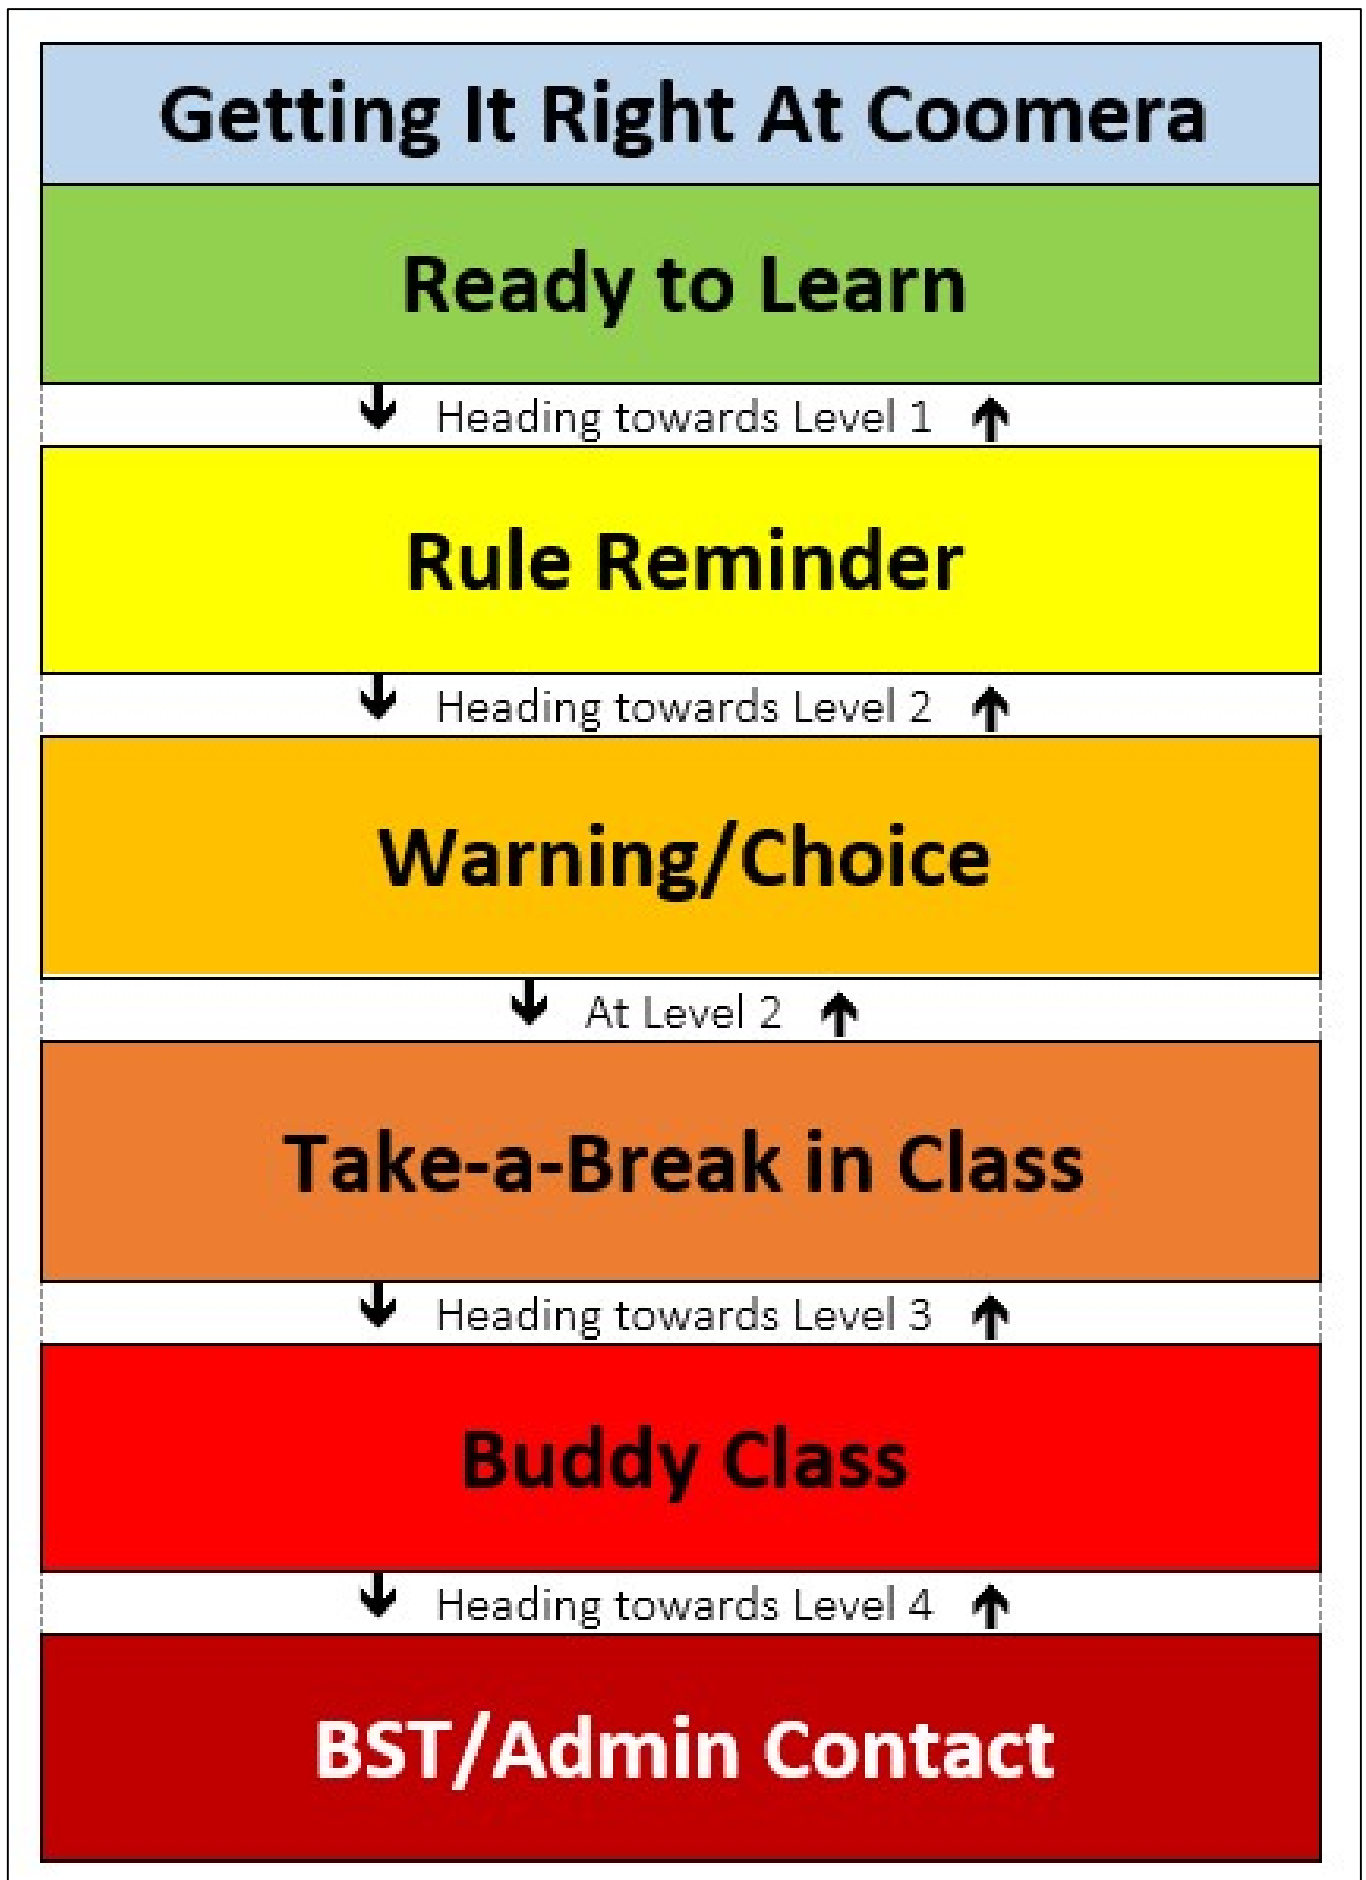 Getting It Right At Coomera
Ready to Learn
↓ Heading towards Level 1 ↑
Rule Reminder
↓ Heading towards Level 2 ↑
Warning/Choice
↓ At Level 2 ↑
Take-a-Break in Class
↓ Heading towards Level 3 ↑
Buddy Class
↓ Heading towards Level 4 ↑
BST/Admin Contact